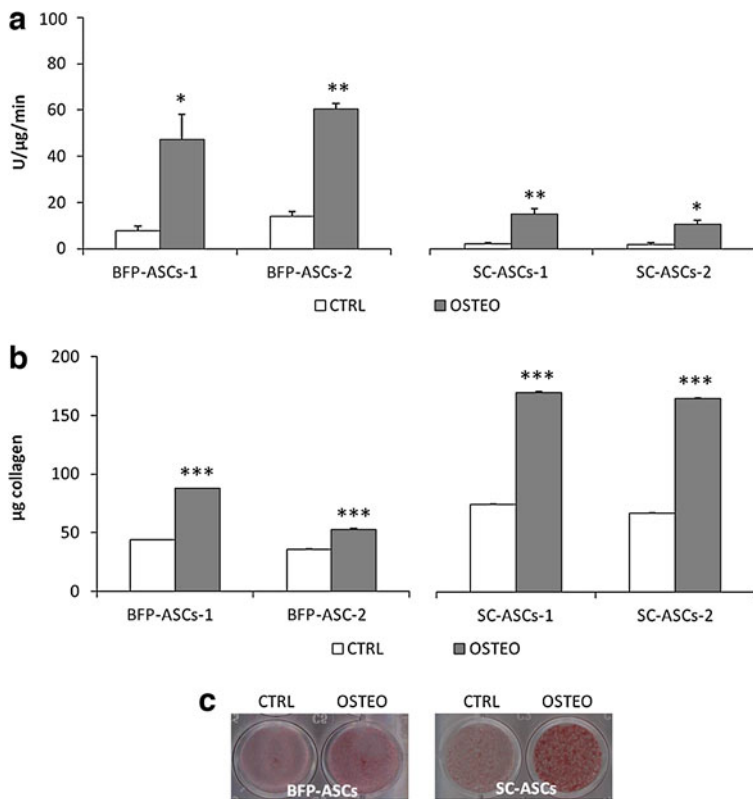 a
100
80
60
40
20
0
U/µg/min
*
**
**
*
BFP-ASCs-1
BFP-ASCs-2
SC-ASCs-1
SC-ASCs-2
CTRL
OSTEO
b
200
150
100
50
0
µg collagen
***
***
***
***
BFP-ASCs-1
BFP-ASC-2
SC-ASCs-1
SC-ASCs-2
CTRL
OSTEO
c
CTRL
OSTEO
CTRL
OSTEO
BFP-ASCs
SC-ASCs